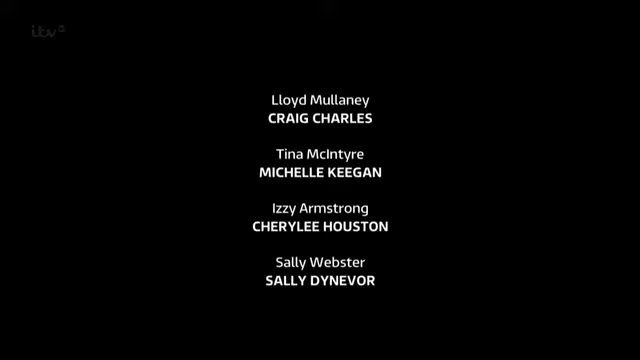 itv
Lloyd Mullaney
CRAIG CHARLES
Tina McIntyre
MICHELLE KEEGAN
Izzy Armstrong
CHERYLEE HOUSTON
Sally Webster
SALLY DYNEVOR